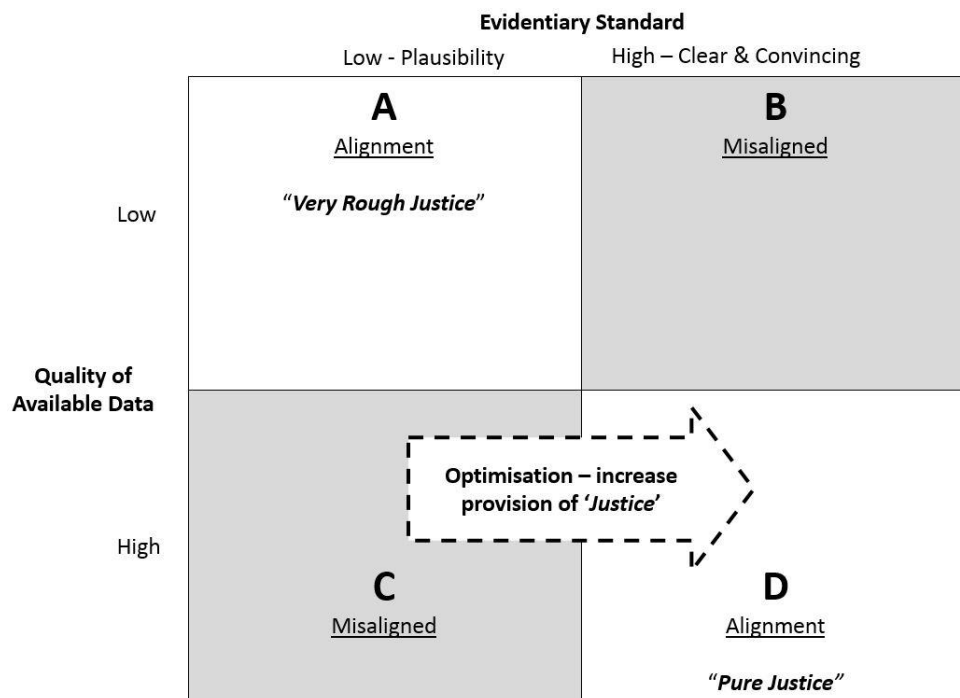 Evidentiary Standard
Low - Plausibility
High – Clear & Convincing
A
Alignment
“Very Rough Justice”
B
Misaligned
Low
Quality of
Available Data
Optimisation – increase
provision of ‘Justice’
High
C
Misaligned
D
Alignment
“Pure Justice”